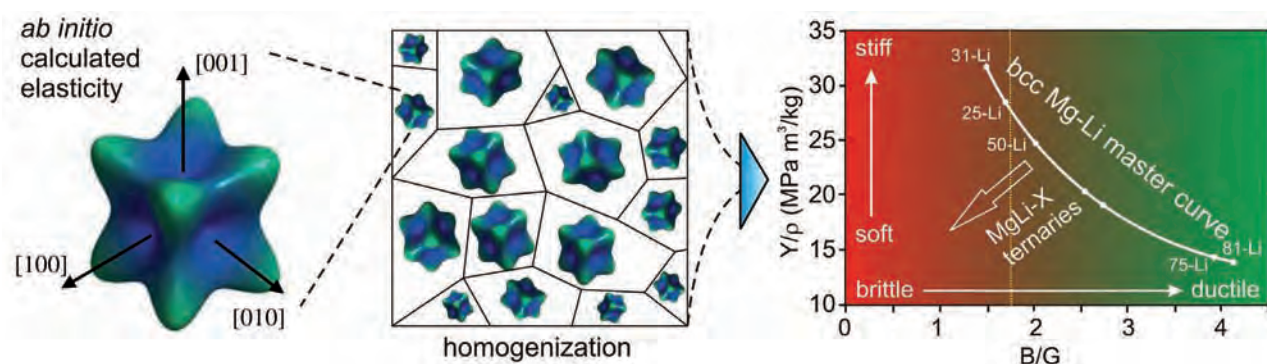 ab initio
calculated
elasticity
[001]
[100]
[010]
homogenization
Y/ρ (MPa m³/kg)
35
30
25
20
15
10
stiff
soft
brittle
ductile
31-Li
25-Li
50-Li
75-Li
81-Li
bcc Mg-Li master curve
MgLi-X
ternaries
0
1
2
3
4
B/G